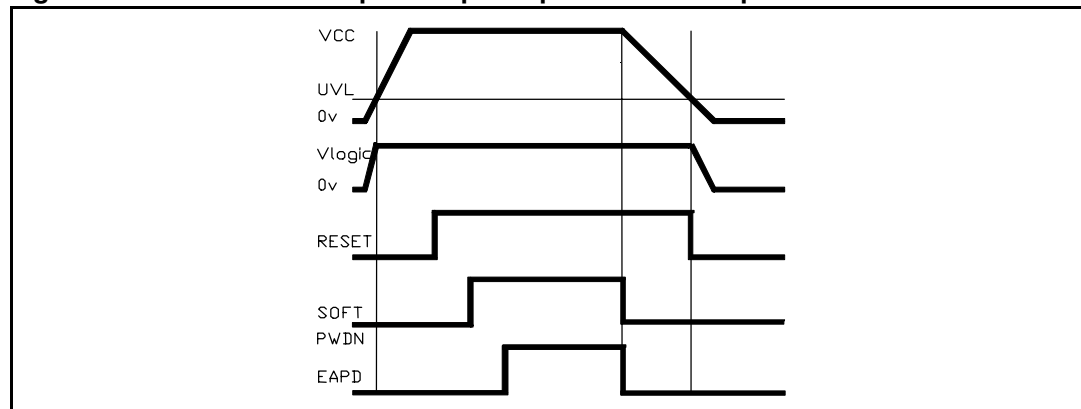 VCC
UVL
0v
Vlogic
0v
RESET
SOFT
PWDN
EAPD